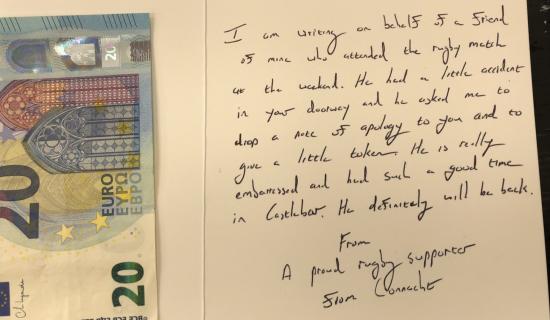 I am writing on behalf of a friend
of mine who attended the rugby match
at the weekend. He had a little accident
in your doorway and he asked me to
drop a note of apology to you and to
give a little token. He is really
embarressed and had such a good time
in Castlebar. He definitely will be back.
From
A proud rugby supporter
From Connacht
20
20
EURO
ΕΥΡΩ
ЕВРО
20